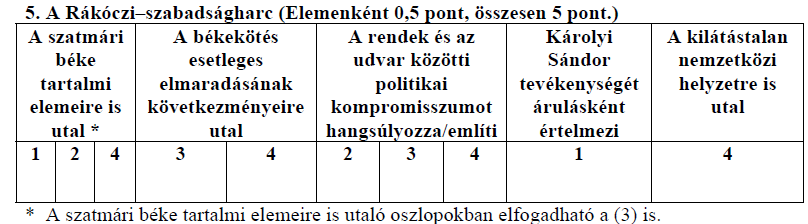 5. A Rákóczi–szabadságharc (Elemenként 0,5 pont, összesen 5 pont.)
A szatmári béke tartalmi elemeire is utal *
A békekötés esetleges elmaradásának következményeire utal
A rendek és az udvar közötti politikai kompromisszumot hangsúlyozza/említi
Károlyi Sándor tevékenységét árulásként értelmezi
A kilátástalan nemzetközi helyzetre is utal
1 2 4 3 4 2 3 4 1 4
* A szatmári béke tartalmi elemeire is utaló oszlopokban elfogadható a (3) is.